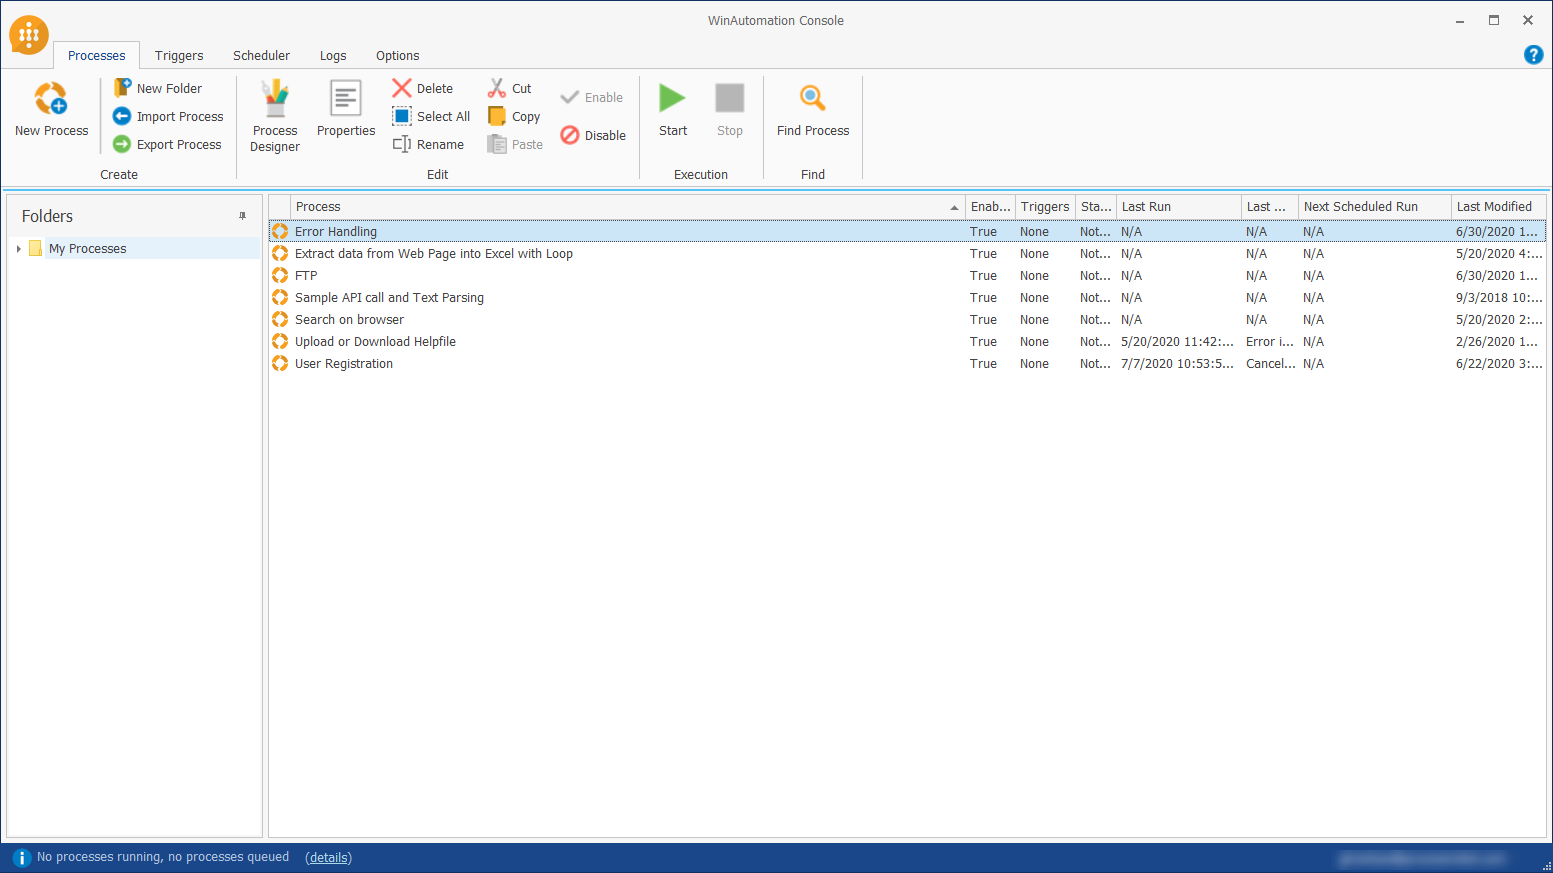 WinAutomation Console
Processes Triggers Scheduler Logs Options
New Process
New Folder
Import Process
Export Process
Create
Process Designer
Properties
Delete
Select All
Rename
Cut
Copy
Paste
Enable
Disable
Edit
Start
Stop
Execution
Find Process
Find
Folders
My Processes
Process Enab... Triggers Sta... Last Run Last ... Next Scheduled Run Last Modified
Error Handling True None Not... N/A N/A N/A 6/30/2020 1...
Extract data from Web Page into Excel with Loop True None Not... N/A N/A N/A 5/20/2020 4:...
FTP True None Not... N/A N/A N/A 6/30/2020 1...
Sample API call and Text Parsing True None Not... N/A N/A N/A 9/3/2018 10:...
Search on browser True None Not... N/A N/A N/A 5/20/2020 2:...
Upload or Download Helpfile True None Not... 5/20/2020 11:42:... Error i... N/A 2/26/2020 1...
User Registration True None Not... 7/7/2020 10:53:5... Cancel... N/A 6/22/2020 3:...
No processes running, no processes queued (details)